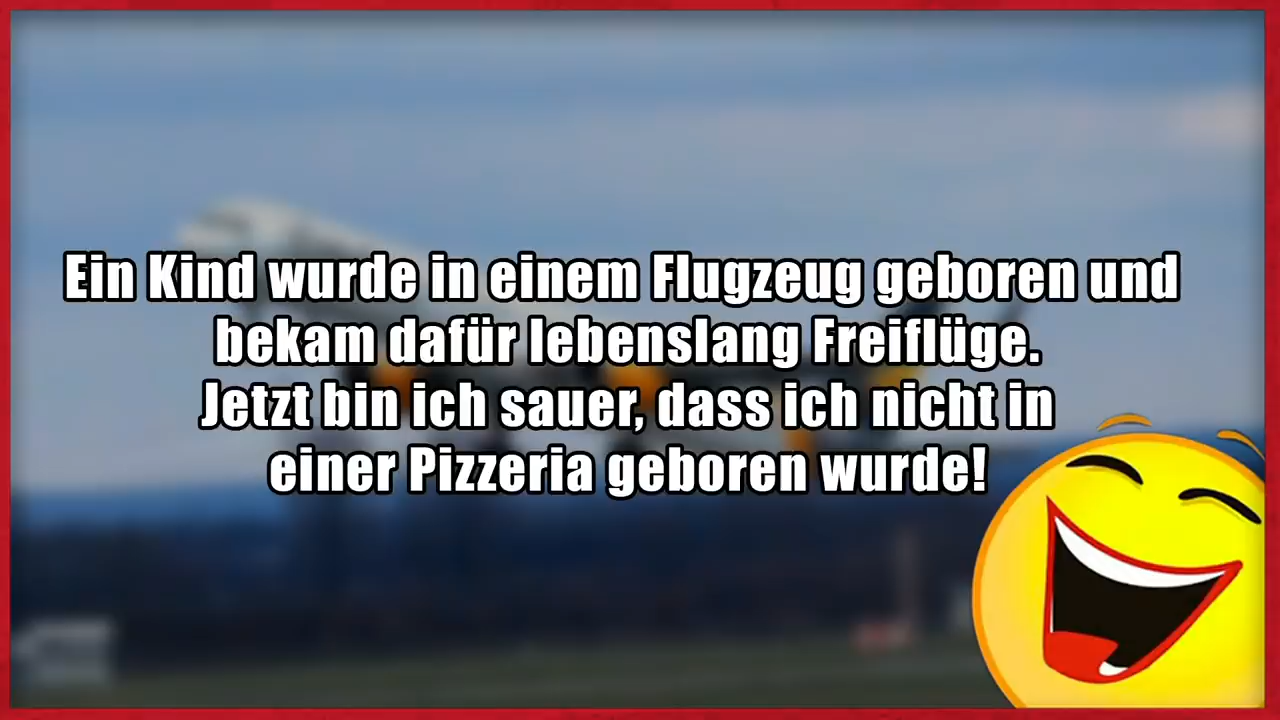 Ein Kind wurde in einem Flugzeug geboren und
bekam dafür lebenslang Freiflüge.
Jetzt bin ich sauer, dass ich nicht in
einer Pizzeria geboren wurde!